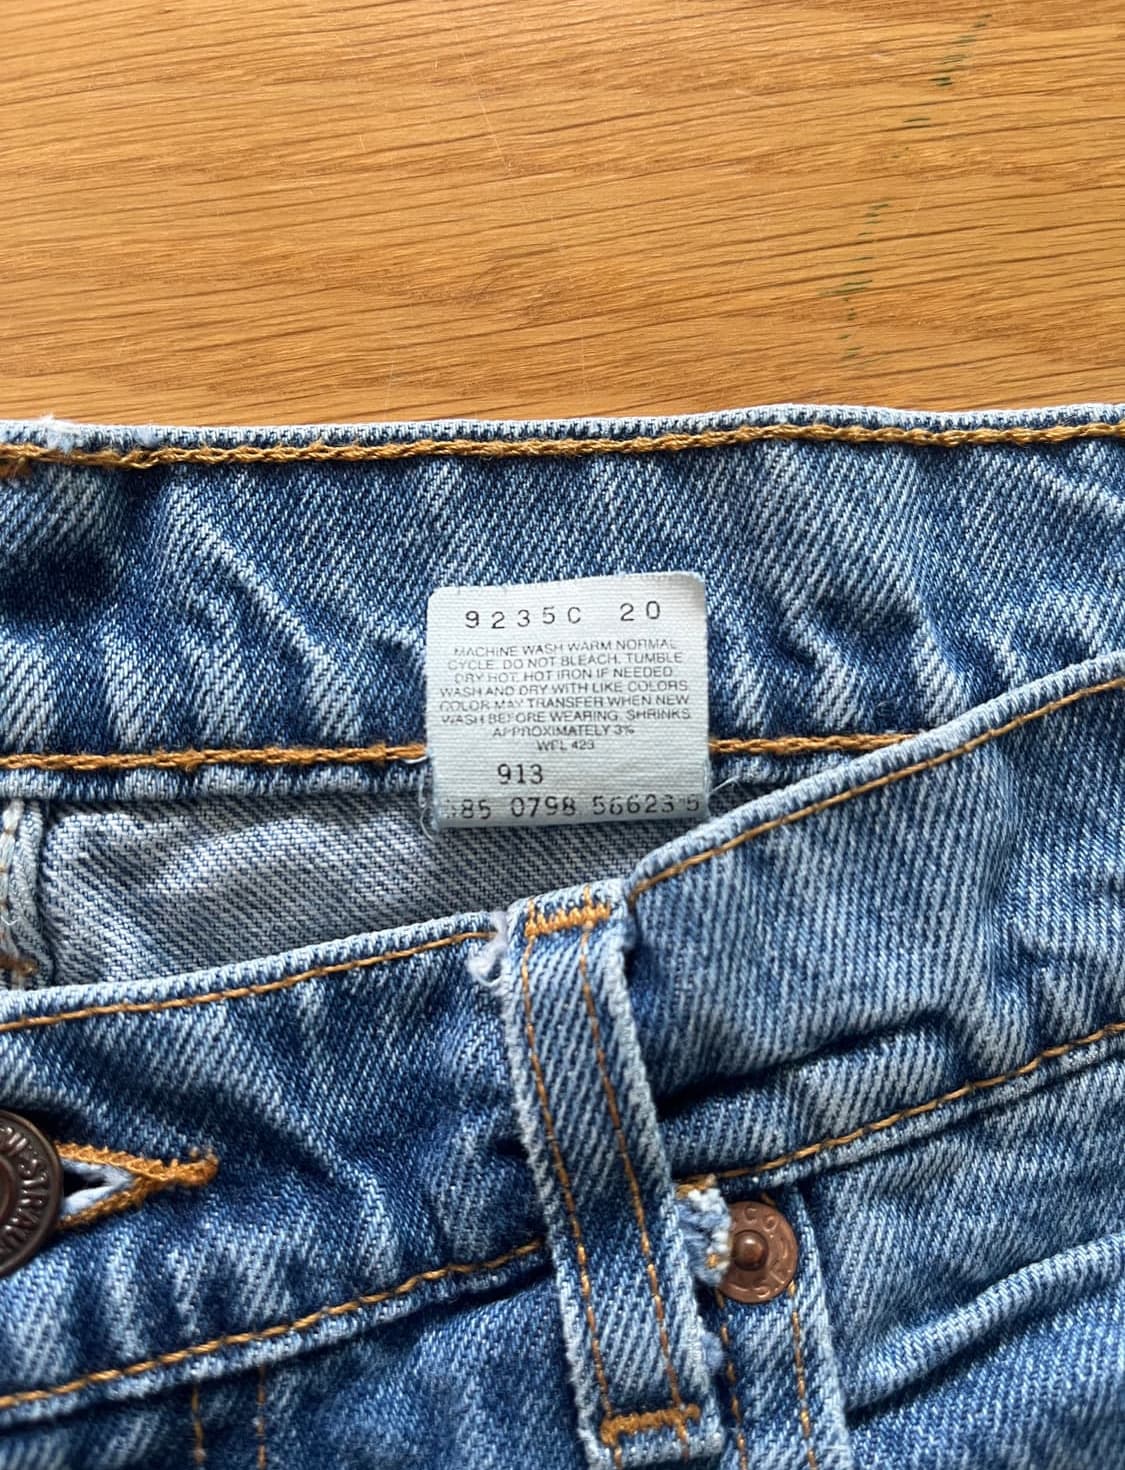 9235C 20
MACHINE WASH WARM NORMAL
CYCLE. DO NOT BLEACH. TUMBLE
DRY HOT. HOT IRON IF NEEDED.
WASH AND DRY WITH LIKE COLORS.
COLOR MAY TRANSFER WHEN NEW
WASH BEFORE WEARING. SHRINKS
APPROXIMATELY 3%
WPL 423
913
0798